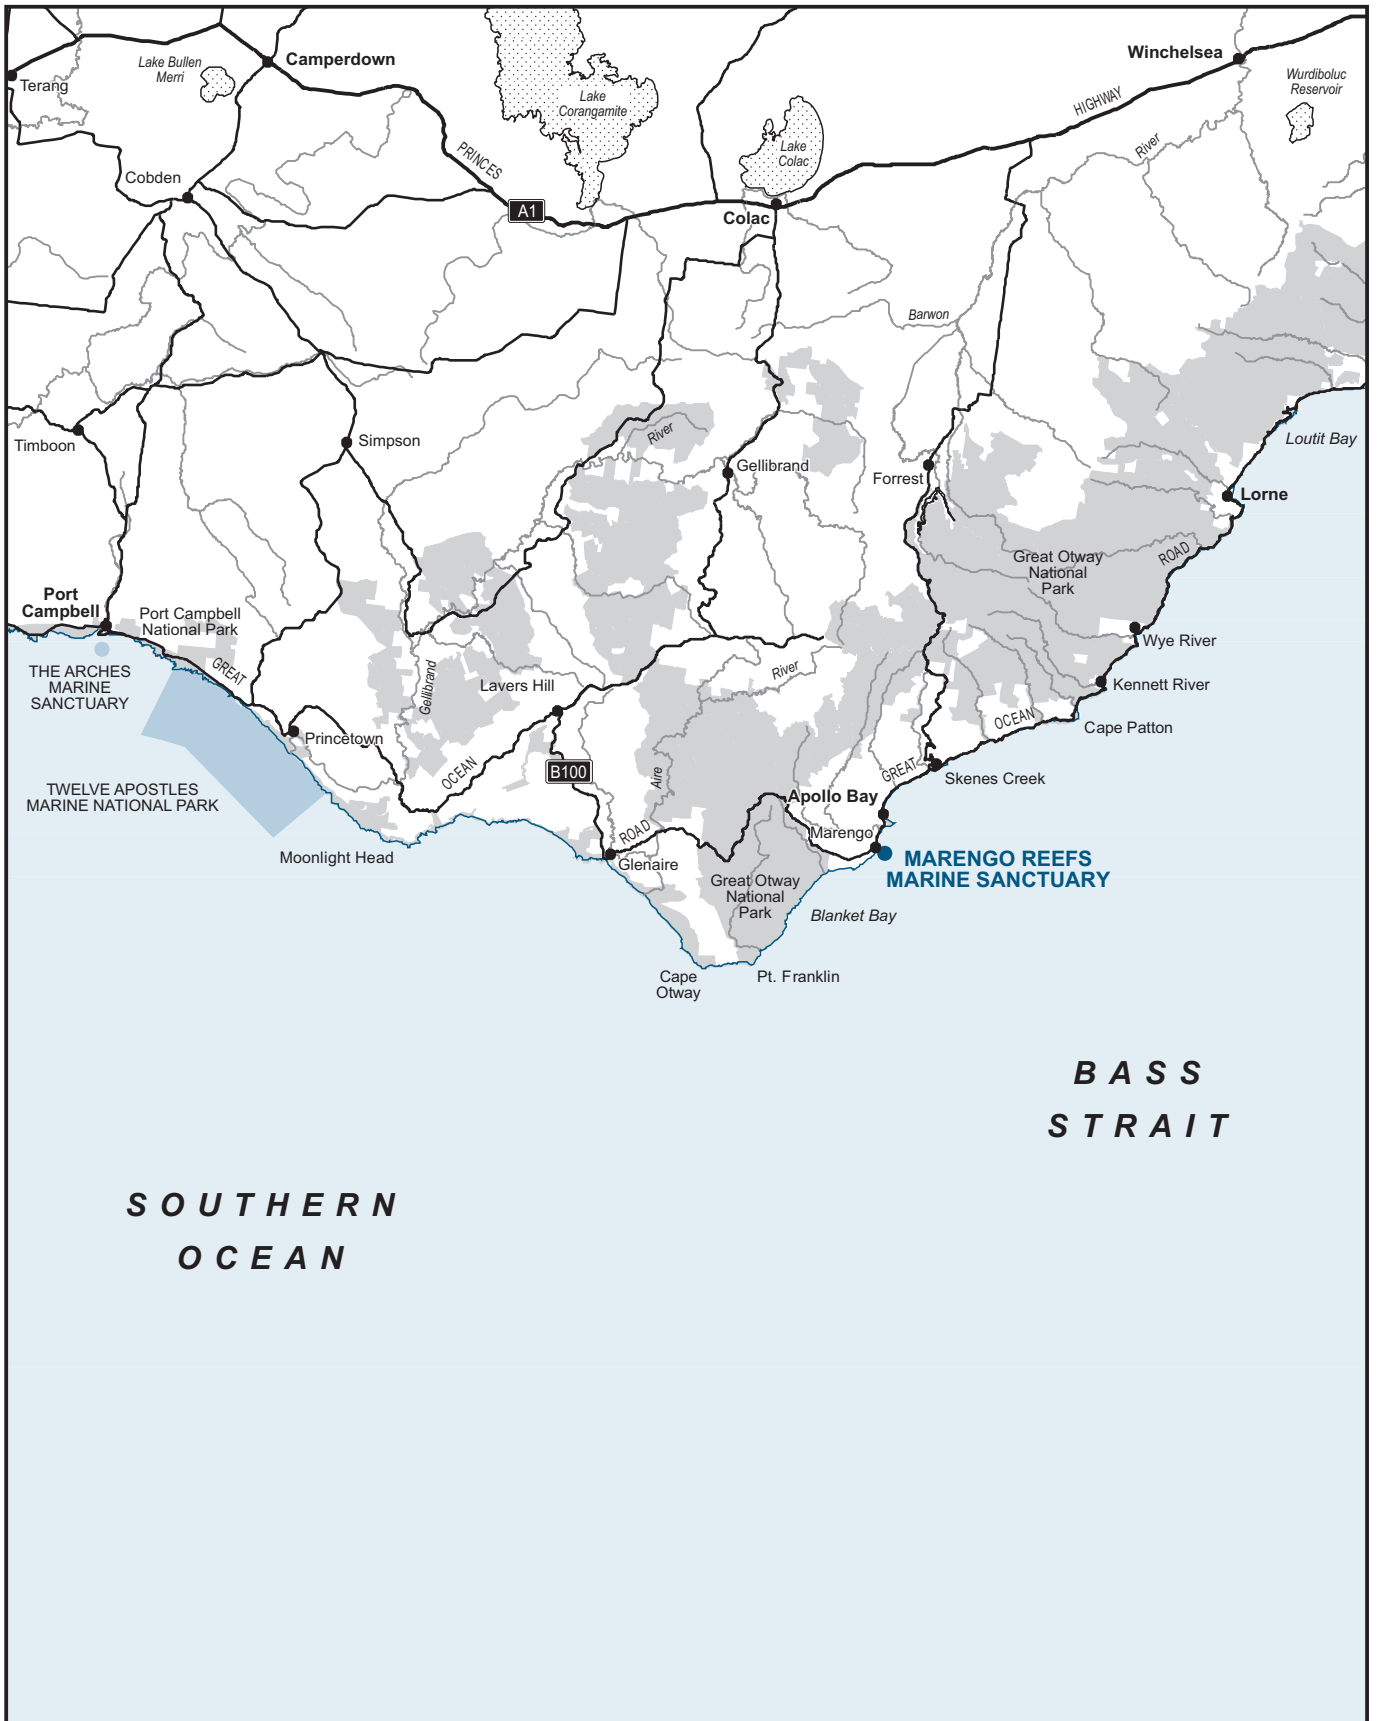 Winchelsea
Camperdown
Lake Bullen
Merri
Terang
Lake
Corangamite
Wurdiboluc
Reservoir
HIGHWAY
River
Lake
Colac
PRINCES
Cobden
A1
Colac
Barwon
Timboon
Simpson
River
Gellibrand
Forrest
Loutit Bay
Lorne
Great Otway
National
Park
ROAD
Port
Campbell
Port Campbell
National Park
Wye River
THE ARCHES
MARINE
SANCTUARY
GREAT
Gellibrand
Lavers Hill
River
Kennett River
OCEAN
Cape Patton
Princetown
OCEAN
B100
Aire
GREAT
Skenes Creek
TWELVE APOSTLES
MARINE NATIONAL PARK
Apollo Bay
ROAD
Marengo
Moonlight Head
Glenaire
MARENGO REEFS
MARINE SANCTUARY
Great Otway
National
Park
Blanket Bay
Cape
Otway
Pt. Franklin
BASS
STRAIT
SOUTHERN
OCEAN